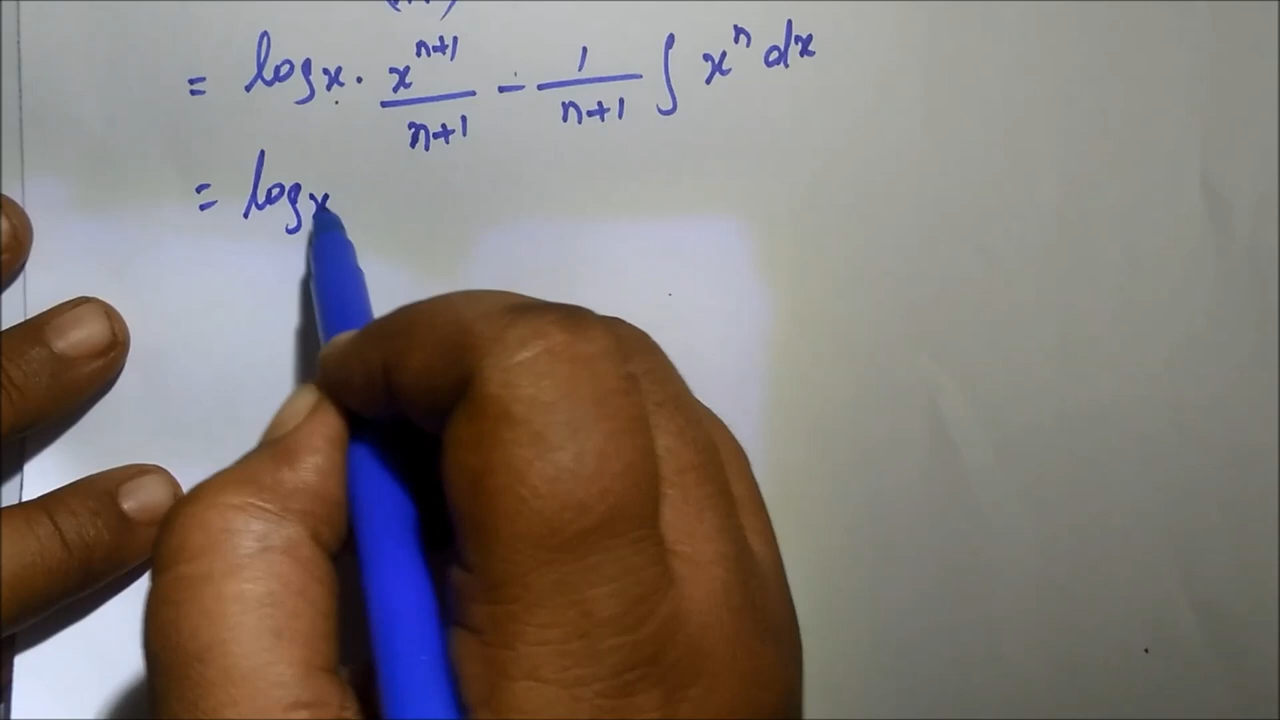 = log x · x^{n+1}/(n+1) - 1/(n+1) ∫ x^n dx
= log x